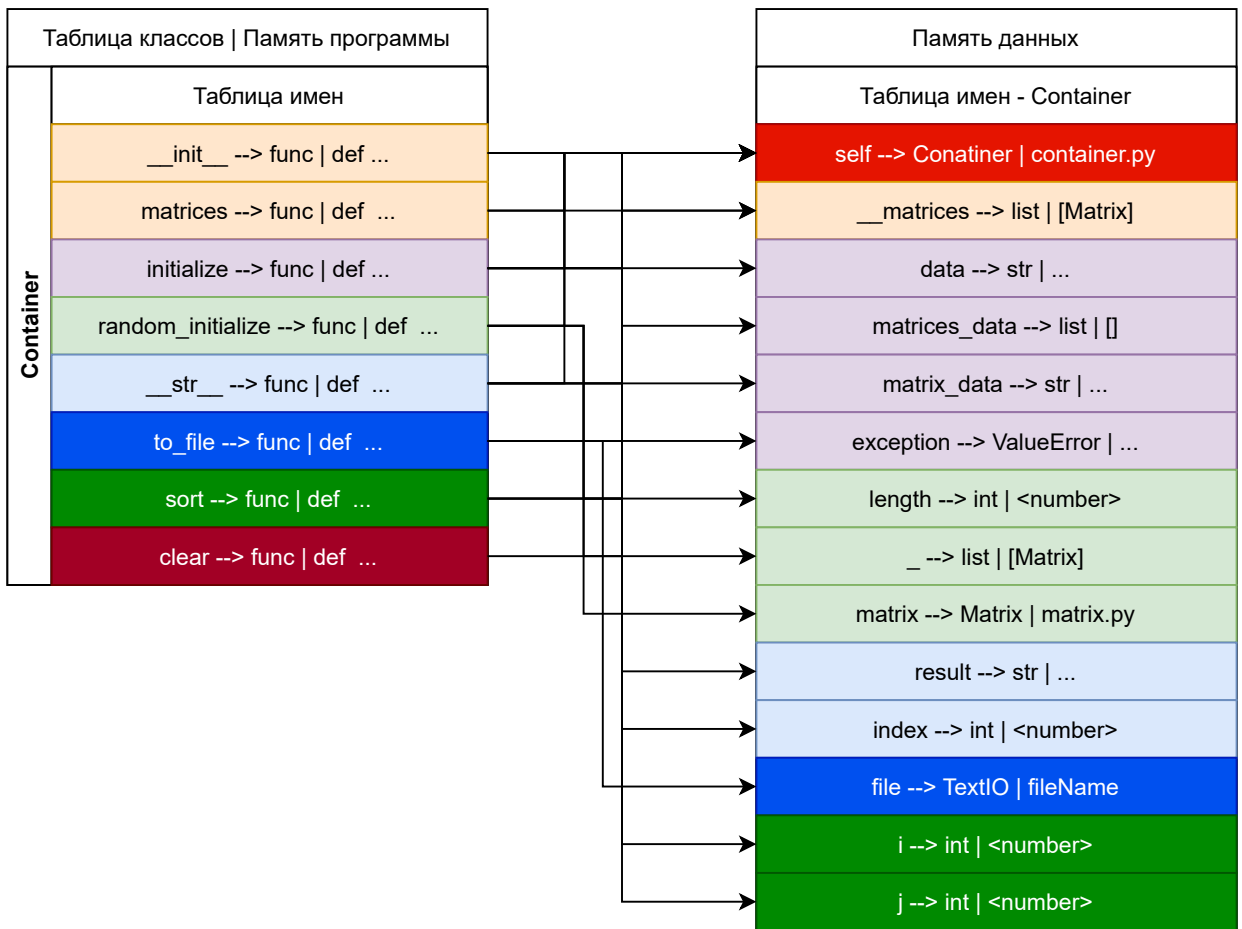 Таблица классов | Память программы
Container
Таблица имен
__init__ --> func | def ...
matrices --> func | def ...
initialize --> func | def ...
random_initialize --> func | def ...
__str__ --> func | def ...
to_file --> func | def ...
sort --> func | def ...
clear --> func | def ...
Память данных
Таблица имен - Container
self --> Conatiner | container.py
__matrices --> list | [Matrix]
data --> str | ...
matrices_data --> list | []
matrix_data --> str | ...
exception --> ValueError | ...
length --> int | <number>
_ --> list | [Matrix]
matrix --> Matrix | matrix.py
result --> str | ...
index --> int | <number>
file --> TextIO | fileName
i --> int | <number>
j --> int | <number>